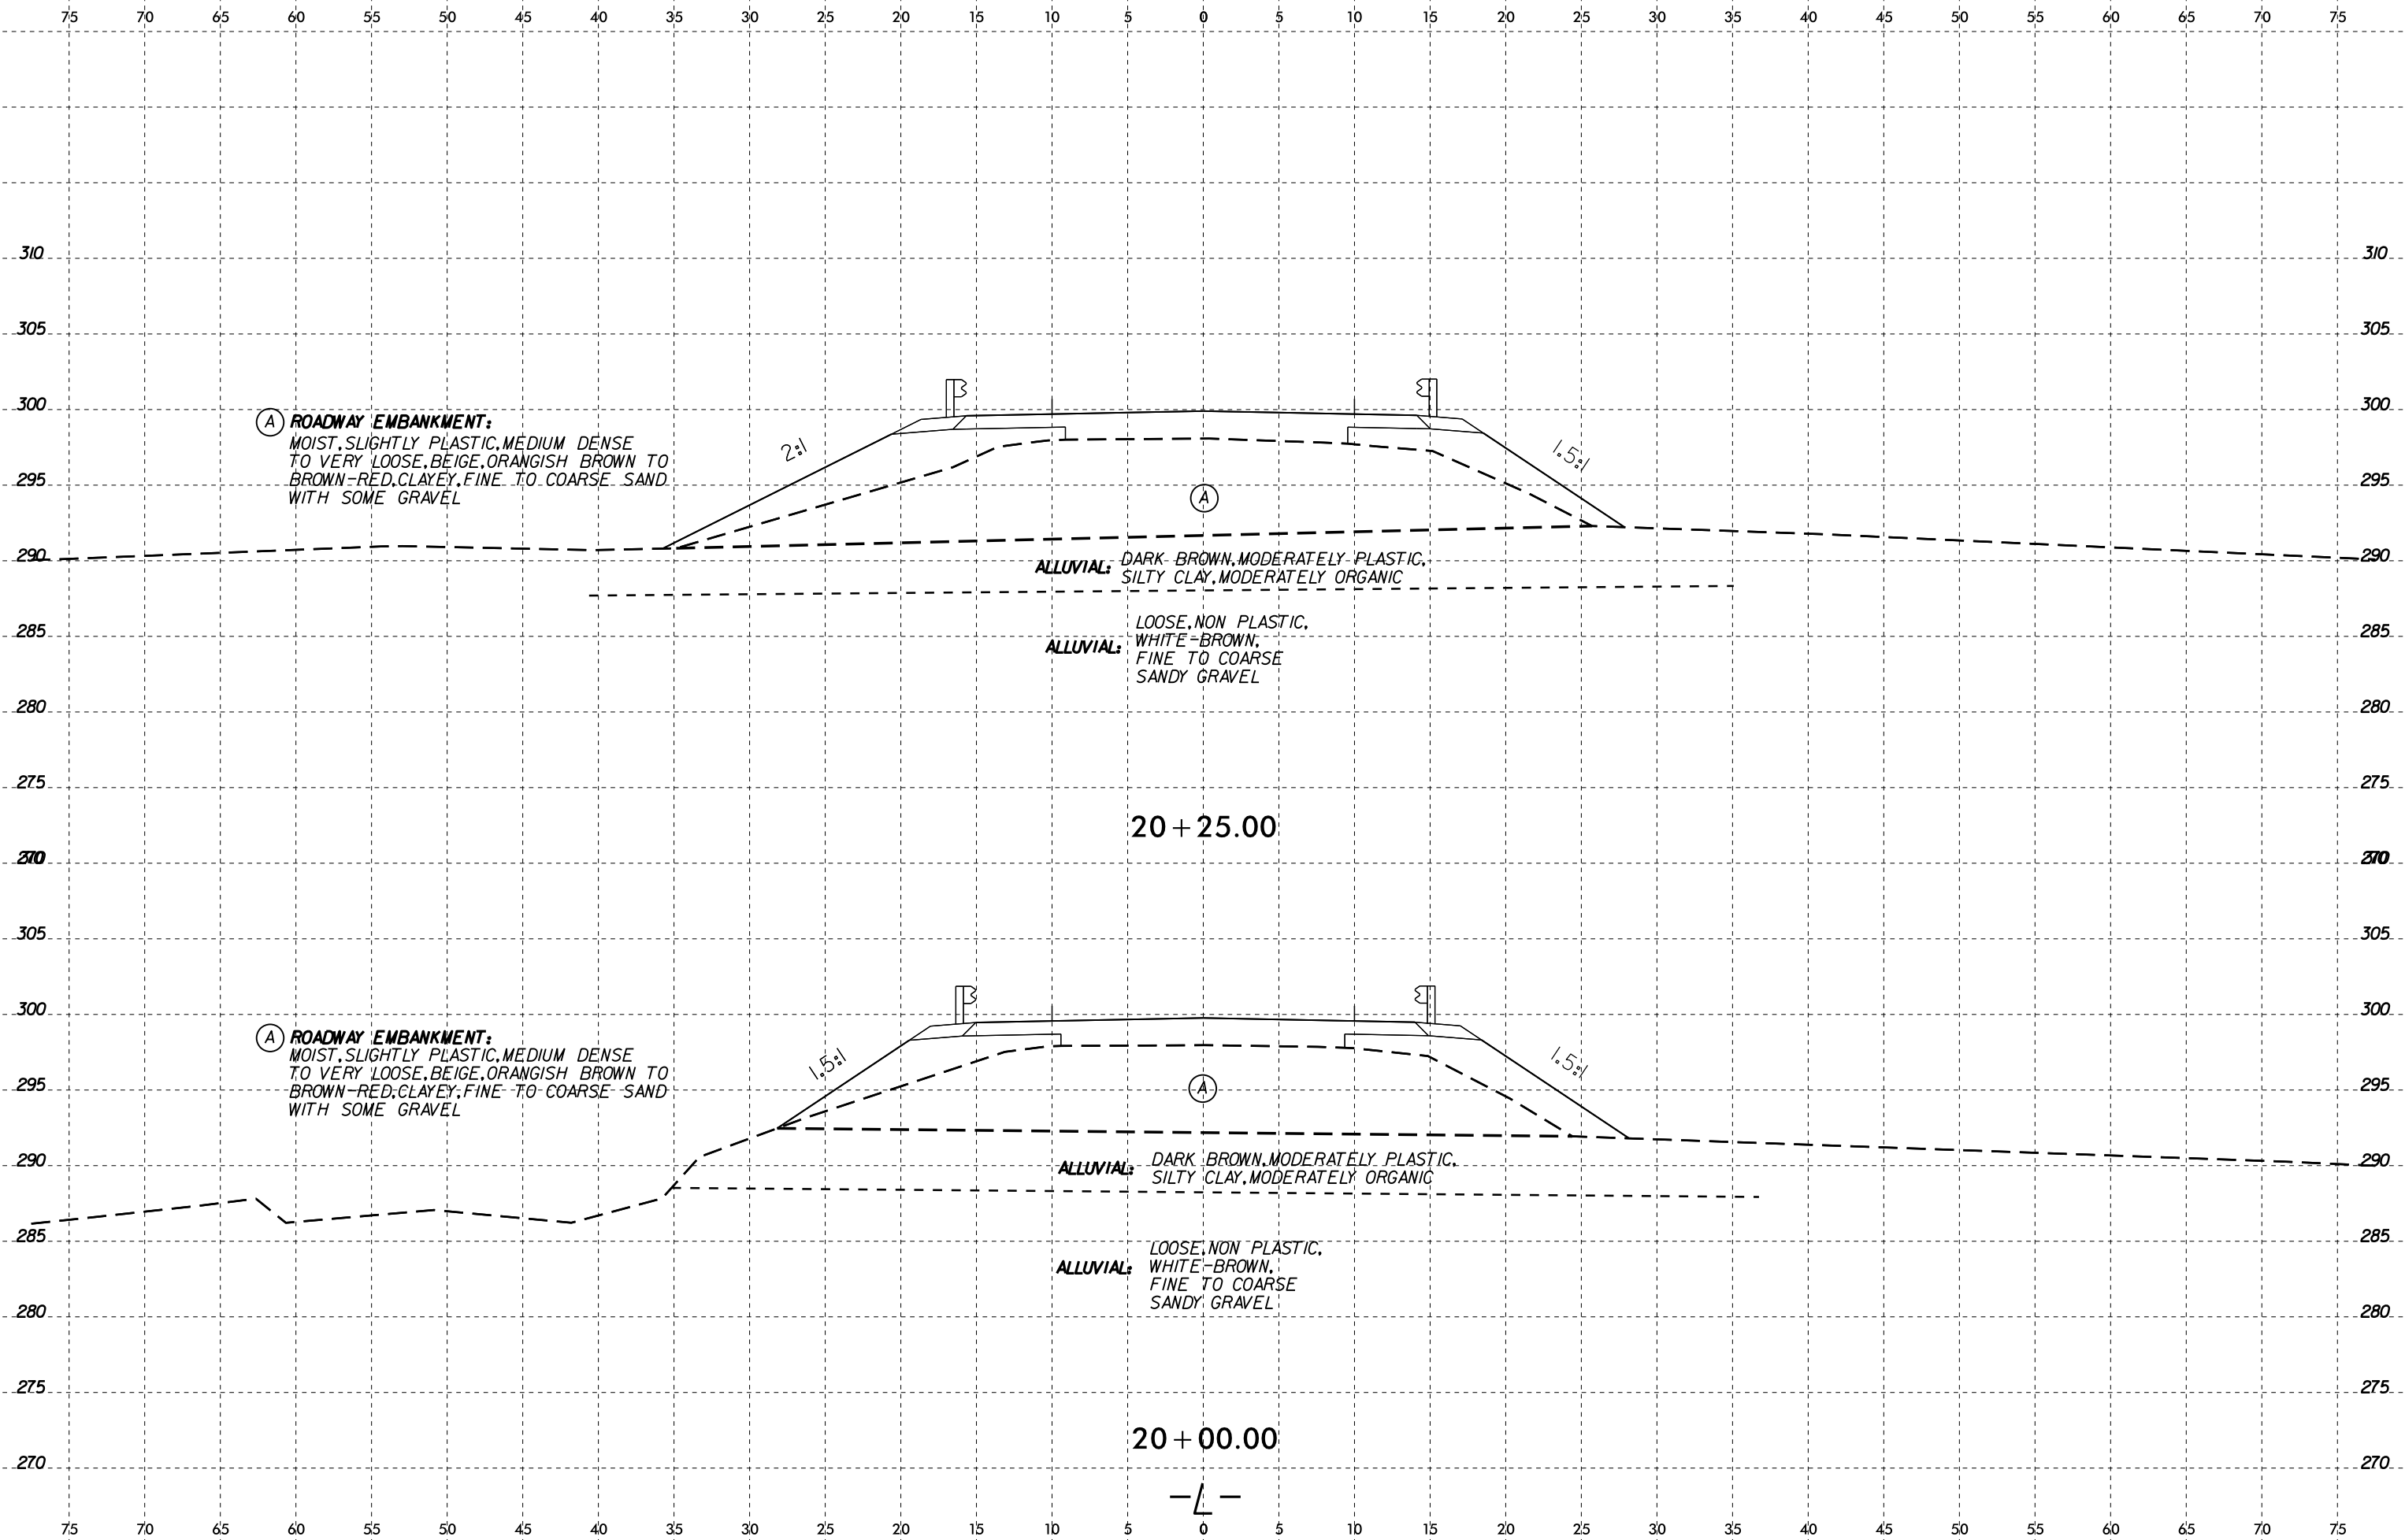 75 70 65 60 55 50 45 40 35 30 25 20 15 10 5 0 5 10 15 20 25 30 35 40 45 50 55 60 65 70 75
310 310
305 305
300 300
A ROADWAY EMBANKMENT:
MOIST,SLIGHTLY PLASTIC,MEDIUM DENSE
TO VERY LOOSE,BEIGE,ORANGISH BROWN TO
BROWN-RED,CLAYEY,FINE TO COARSE SAND
WITH SOME GRAVEL
2:1
1.5:1
295 295
A
290 290
ALLUVIAL: DARK BROWN,MODERATELY PLASTIC,
SILTY CLAY,MODERATELY ORGANIC
285 285
ALLUVIAL: LOOSE,NON PLASTIC,
WHITE-BROWN,
FINE TO COARSE
SANDY GRAVEL
280 280
275 275
20+25.00
305 305
300 300
A ROADWAY EMBANKMENT:
MOIST,SLIGHTLY PLASTIC,MEDIUM DENSE
TO VERY LOOSE,BEIGE,ORANGISH BROWN TO
BROWN-RED,CLAYEY,FINE TO COARSE SAND
WITH SOME GRAVEL
1.5:1
1.5:1
295 295
A
290 290
ALLUVIAL: DARK BROWN,MODERATELY PLASTIC,
SILTY CLAY,MODERATELY ORGANIC
285 285
ALLUVIAL: LOOSE,NON PLASTIC,
WHITE-BROWN,
FINE TO COARSE
SANDY GRAVEL
280 280
275 275
20+00.00
270 270
-L-
75 70 65 60 55 50 45 40 35 30 25 20 15 10 5 0 5 10 15 20 25 30 35 40 45 50 55 60 65 70 75